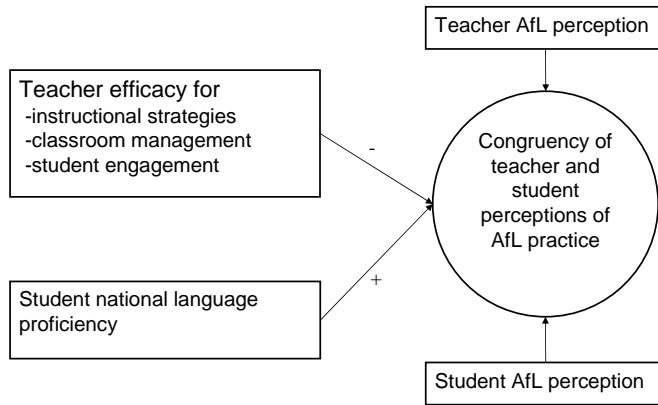 Teacher AfL perception
Teacher efficacy for
-instructional strategies
-classroom management
-student engagement
-
Congruency of
teacher and
student
perceptions of
AfL practice
+
Student national language
proficiency
Student AfL perception